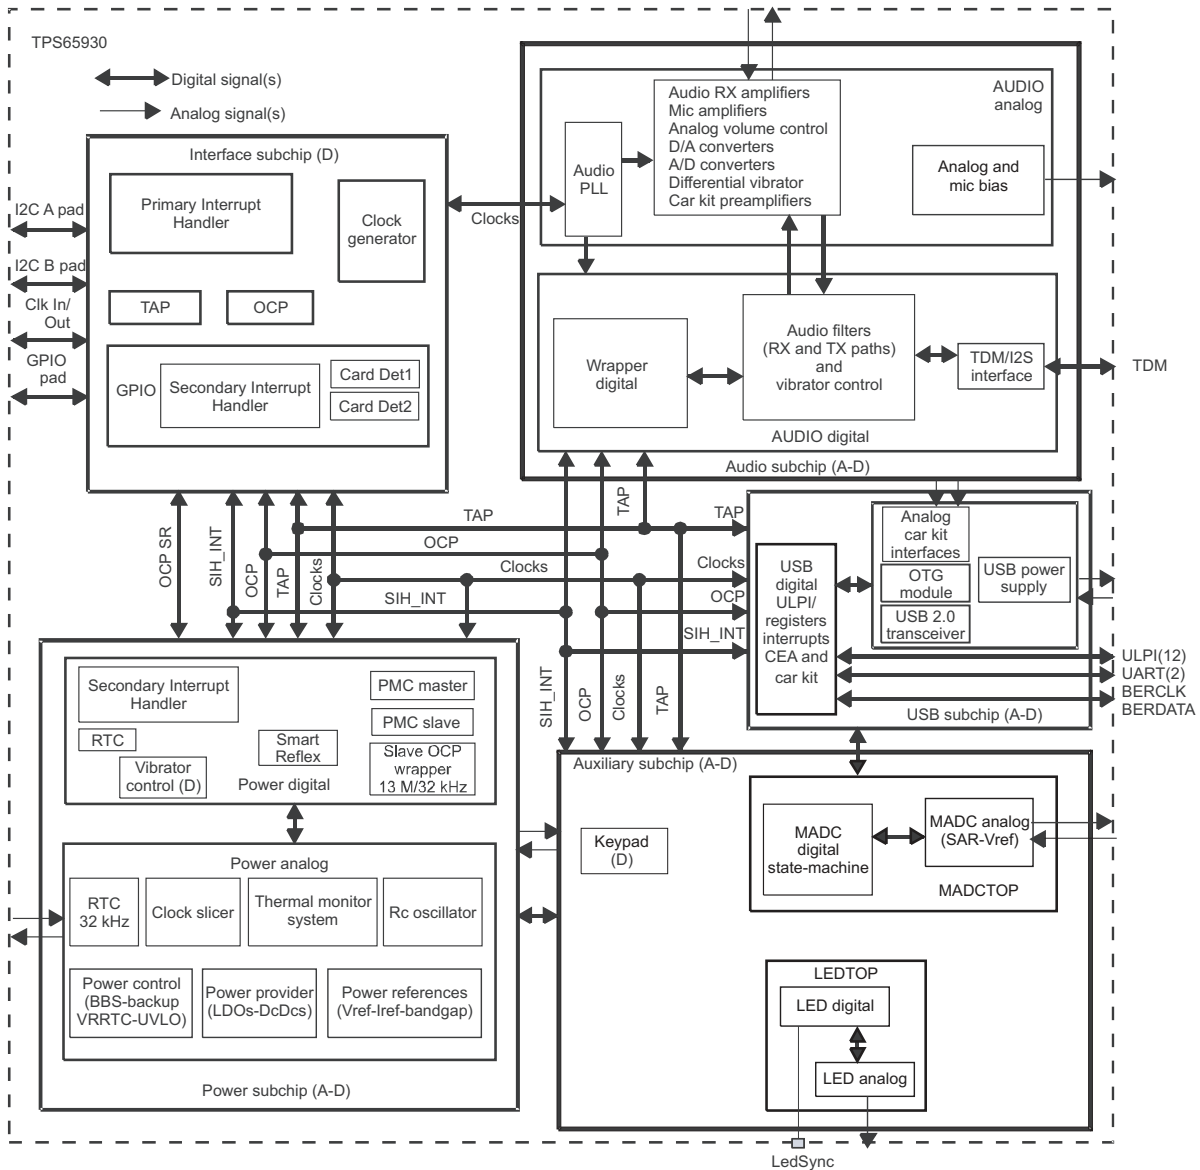 TPS65930
Digital signal(s)
Analog signal(s)
Interface subchip (D)
Primary Interrupt
Handler
Clock
generator
TAP
OCP
GPIO
Secondary Interrupt
Handler
Card Det1
Card Det2
I2C A pad
I2C B pad
Clk In/
Out
GPIO
pad
Clocks
AUDIO
analog
Audio
PLL
Audio RX amplifiers
Mic amplifiers
Analog volume control
D/A converters
A/D converters
Differential vibrator
Car kit preamplifiers
Analog and
mic bias
Wrapper
digital
Audio filters
(RX and TX paths)
and
vibrator control
TDM/I2S
interface
TDM
AUDIO digital
Audio subchip (A-D)
OCP SR
SIH_INT
OCP
TAP
Clocks
TAP
OCP
Clocks
SIH_INT
TAP
TAP
Clocks
OCP
SIH_INT
SIH_INT
OCP
Clocks
TAP
USB
digital
ULPI/
registers
interrupts
CEA and
car kit
Analog
car kit
interfaces
OTG
module
USB 2.0
transceiver
USB power
supply
ULPI(12)
UART(2)
BERCLK
BERDATA
USB subchip (A-D)
Secondary Interrupt
Handler
RTC
Vibrator
control (D)
Smart
Reflex
PMC master
PMC slave
Slave OCP
wrapper
13 M/32 kHz
Power digital
Power analog
RTC
32 kHz
Clock slicer
Thermal monitor
system
Rc oscillator
Power control
(BBS-backup
VRRTC-UVLO)
Power provider
(LDOs-DcDcs)
Power references
(Vref-Iref-bandgap)
Power subchip (A-D)
Auxiliary subchip (A-D)
Keypad
(D)
MADC
digital
state-machine
MADC analog
(SAR-Vref)
MADCTOP
LEDTOP
LED digital
LED analog
LedSync